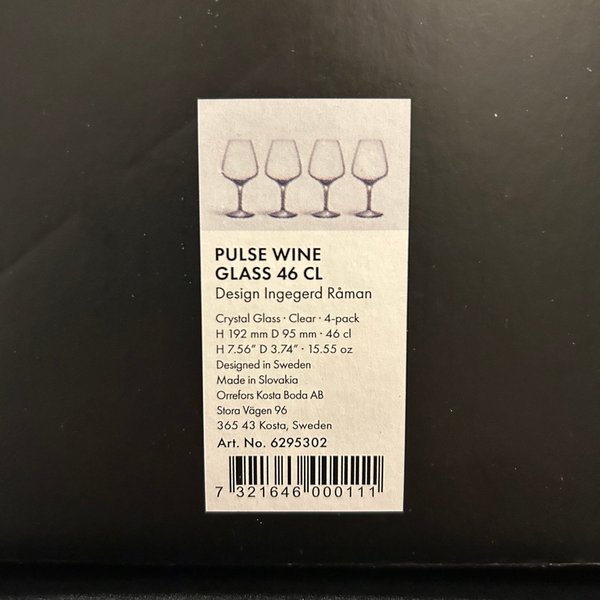 PULSE WINE
GLASS 46 CL
Design Ingegerd Råman
Crystal Glass · Clear · 4-pack
H 192 mm D 95 mm · 46 cl
H 7.56” D 3.74” · 15.55 oz
Designed in Sweden
Made in Slovakia
Orrefors Kosta Boda AB
Stora Vägen 96
365 43 Kosta, Sweden
Art. No. 6295302
7 321646 000111